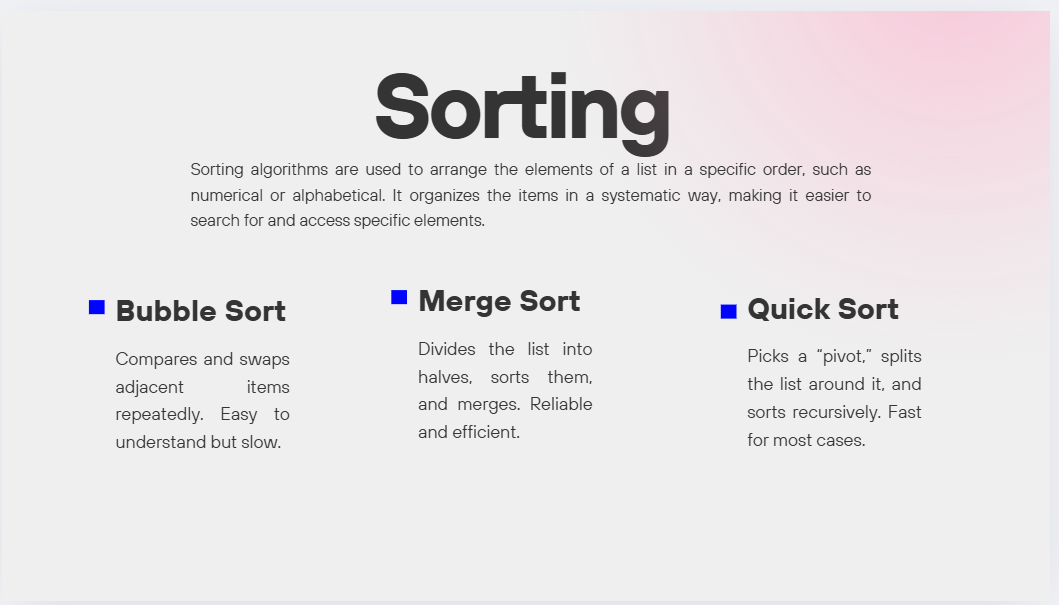 Sorting
Sorting algorithms are used to arrange the elements of a list in a specific order, such as
numerical or alphabetical. It organizes the items in a systematic way, making it easier to
search for and access specific elements.
Bubble Sort
Compares and swaps
adjacent items
repeatedly. Easy to
understand but slow.
Merge Sort
Divides the list into
halves, sorts them,
and merges. Reliable
and efficient.
Quick Sort
Picks a “pivot,” splits
the list around it, and
sorts recursively. Fast
for most cases.